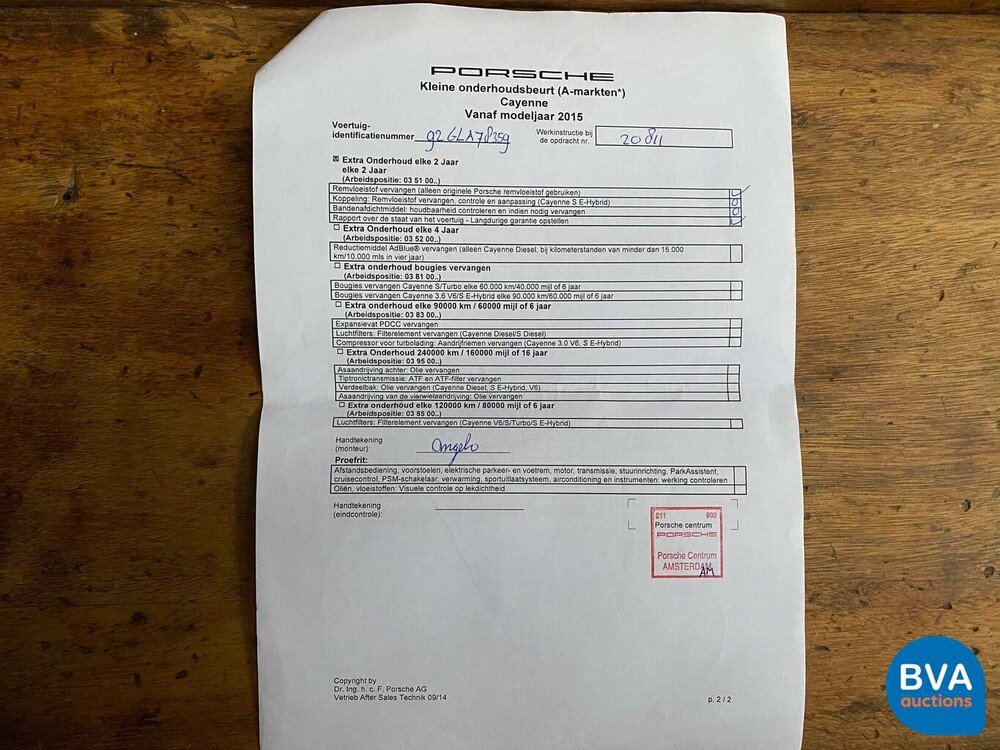 PORSCHE
Kleine onderhoudsbeurt (A-markten*)
Cayenne
Vanaf modeljaar 2015
Voertuig-
identificatienummer g2GLA7835g
Werkinstructie bij
de opdracht nr. 20811
Extra Onderhoud elke 2 Jaar
elke 2 Jaar
(Arbeidspositie: 03 51 00..)
Remvloeistof vervangen (alleen originele Porsche remvloeistof gebruiken)
Koppeling: Remvloeistof vervangen, controle en aanpassing (Cayenne S E-Hybrid)
Bandenafdichtmiddel: houdbaarheid controleren en indien nodig vervangen
Rapport over de staat van het voertuig - Langdurige garantie opstellen
Extra onderhoud elke 4 Jaar
(Arbeidspositie: 03 52 00..)
Reductiemiddel AdBlue® vervangen (alleen Cayenne Diesel, bij kilometerstanden van minder dan 15.000
km/10.000 mls in vier jaar)
Extra onderhoud bougies vervangen
(Arbeidspositie: 03 81 00..)
Bougies vervangen Cayenne S/Turbo elke 60.000 km/40.000 mijl of 6 jaar
Bougies vervangen Cayenne 3.6 V6/S E-Hybrid elke 90.000 km/60.000 mijl of 6 jaar
Extra onderhoud elke 90000 km / 60000 mijl of 6 jaar
(Arbeidspositie: 03 83 00..)
Expansievat PDCC vervangen
Luchtfilters: Filterelement vervangen (Cayenne Diesel/S Diesel)
Compressor voor turbolading: Aandrijfriemen vervangen (Cayenne 3.0 V6, S E-Hybrid)
Extra Onderhoud 240000 km / 160000 mijl of 16 jaar
(Arbeidspositie: 03 95 00..)
Asaandrijving achter: Olie vervangen
Tiptronictransmissie: ATF en ATF-filter vervangen
Verdeelbak: Olie vervangen (Cayenne Diesel, S E-Hybrid, V6)
Asaandrijving van de vierwielaandrijving: Olie vervangen
Extra onderhoud elke 120000 km / 80000 mijl of 6 jaar
(Arbeidspositie: 03 85 00..)
Luchtfilters: Filterelement vervangen (Cayenne V6/S/Turbo/S E-Hybrid)
Handtekening
(monteur): Angelo
Proefrit:
Afstandsbediening, voorstoelen, elektrische parkeer- en voetrem, motor, transmissie, stuurinrichting, ParkAssistent,
cruisecontrol, PSM-schakelaar, verwarming, sportuitlaatsysteem, airconditioning en instrumenten: werking controleren
Oliën, vloeistoffen: Visuele controle op lekdichtheid
Handtekening
(eindcontrole):
211 993
Porsche centrum
PORSCHE
Porsche Centrum
AMSTERDAM
AM
Copyright by
Dr. Ing. h. c. F. Porsche AG
Vetrieb After Sales Technik 09/14
p. 2 / 2
BVA
auctions